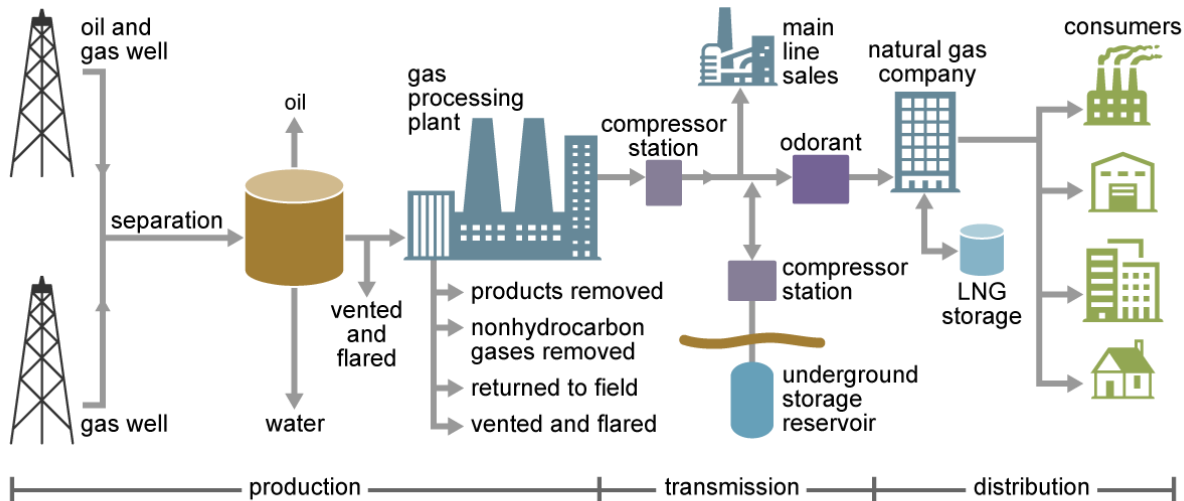 oil and
gas well
oil
separation
gas well
water
vented
and
flared
gas
processing
plant
products removed
nonhydrocarbon
gases removed
returned to field
vented and flared
compressor
station
main
line
sales
odorant
compressor
station
underground
storage
reservoir
natural gas
company
LNG
storage
consumers
production
transmission
distribution